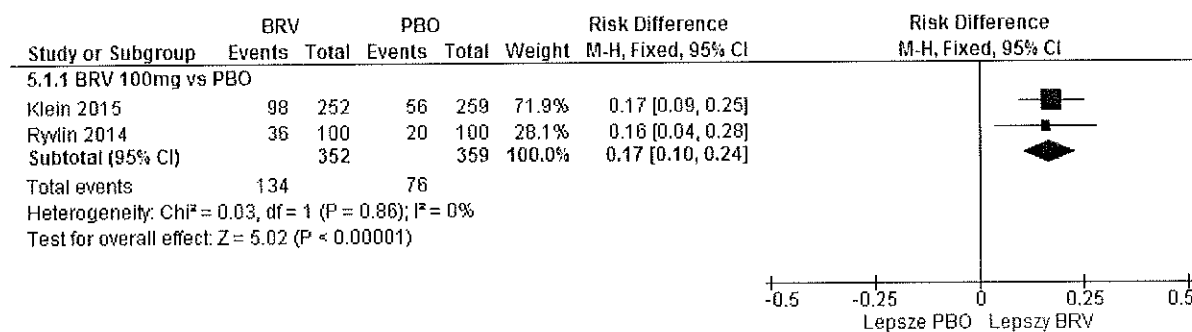 BRV PBO Risk Difference Risk Difference
Study or Subgroup Events Total Events Total Weight M-H, Fixed, 95% CI M-H, Fixed, 95% CI
5.1.1 BRV 100mg vs PBO
Klein 2015 98 252 56 259 71.9% 0.17 [0.09, 0.25]
Ryvlin 2014 36 100 20 100 28.1% 0.16 [0.04, 0.28]
Subtotal (95% CI) 352 359 100.0% 0.17 [0.10, 0.24]
Total events 134 76
Heterogeneity: Chi² = 0.03, df = 1 (P = 0.86); I² = 0%
Test for overall effect: Z = 5.02 (P < 0.00001)
-0.5 -0.25 0 0.25 0.5
Lepsze PBO Lepszy BRV